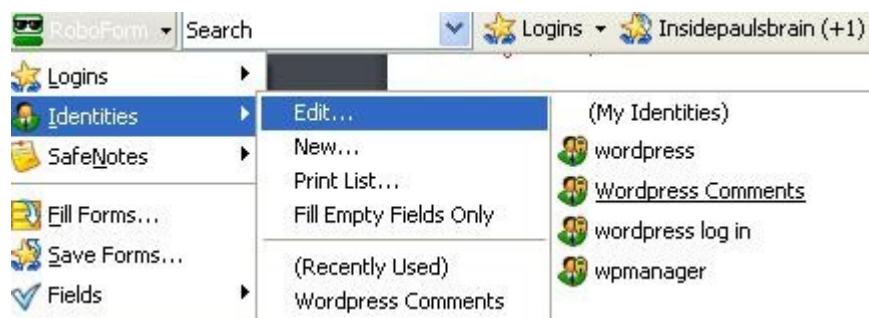 RoboForm Search Logins Insidepaulsbrain (+1)
Logins
Identities
SafeNotes
Fill Forms...
Save Forms...
Fields
Edit...
New...
Print List...
Fill Empty Fields Only
(Recently Used)
Wordpress Comments
(My Identities)
wordpress
Wordpress Comments
wordpress log in
wpmanager